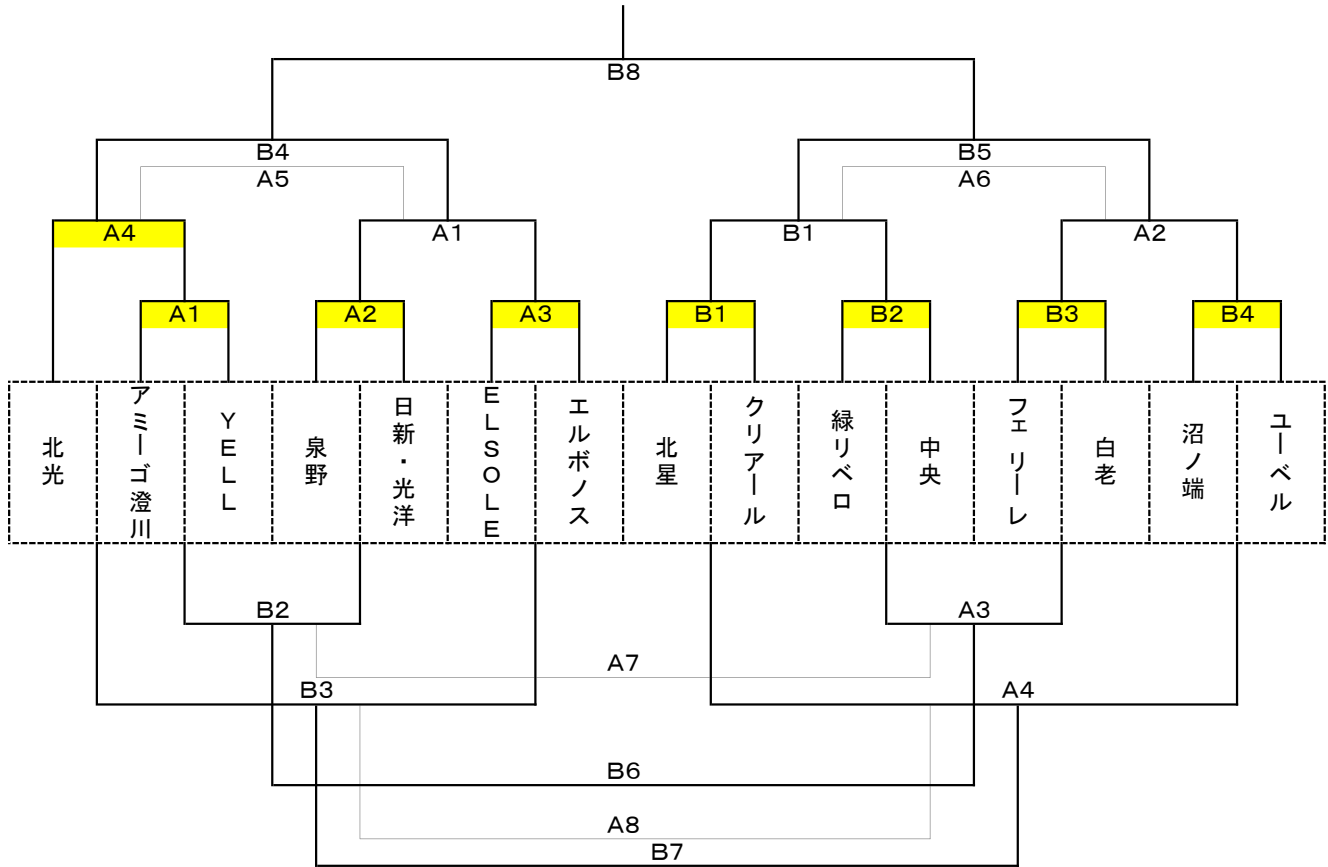 B8
B4
B5
A5
A6
A4
A1
B1
A2
A1
A2
A3
B1
B2
B3
B4
北光
アミーゴ澄川
YELL
泉野
日新・光洋
ELSOLE
エルボノス
北星
クリアール
緑リベロ
中央
フェリーレ
白老
沼ノ端
ユーベル
B2
A3
A7
B3
A4
B6
A8
B7